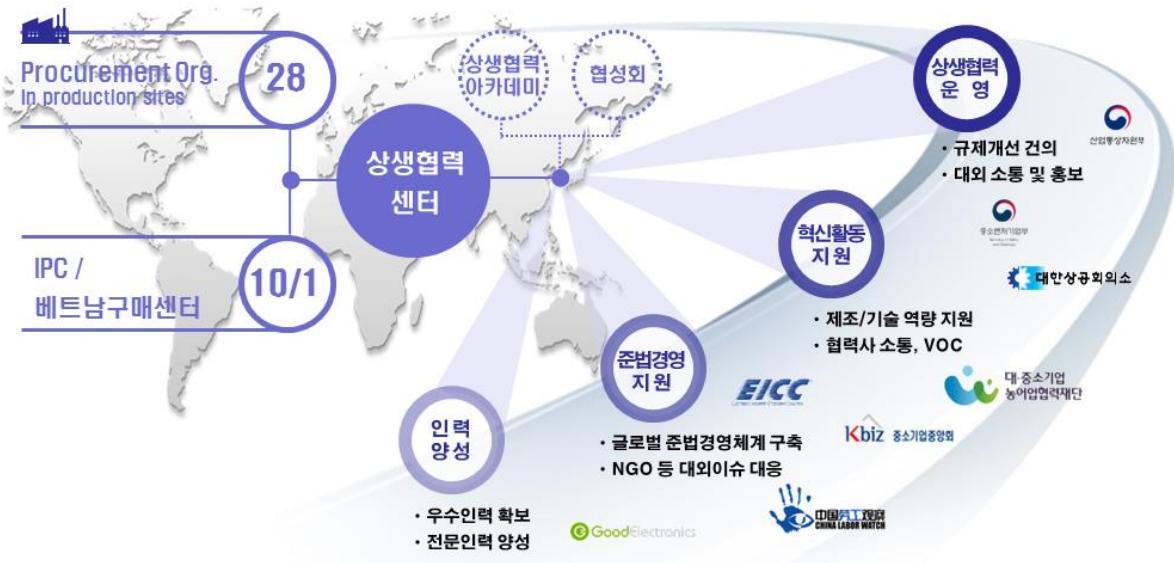 Procurement Org.
In production sites
28
IPC /
베트남구매센터
10/1
상생협력
센터
상생협력
아카데미
협성회
상생협력
운 영
• 규제개선 건의
• 대외 소통 및 홍보
산업통상자원부
중소벤처기업부
대한상공회의소
혁신활동
지 원
• 제조/기술 역량 지원
• 협력사 소통, VOC
대·중소기업
농어업협력재단
준법경영
지 원
• 글로벌 준법경영체계 구축
• NGO 등 대외이슈 대응
EICC
Kbiz 중소기업중앙회
인 력
양 성
• 우수인력 확보
• 전문인력 양성
GoodElectronics
中国劳工观察
CHINA LABOR WATCH